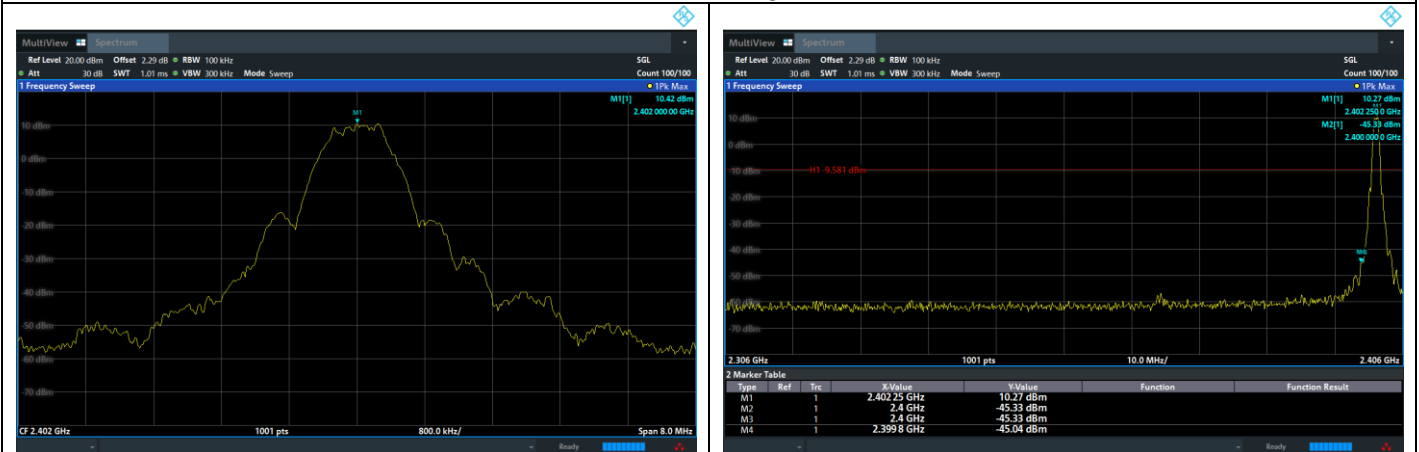 MultiView Spectrum
Ref Level 20.00 dBm Offset 2.29 dB RBW 100 kHz SGL
Att 30 dB SWT 1.01 ms VBW 300 kHz Mode Sweep Count 100/100
1 Frequency Sweep 1Pk Max
M1[1] 10.42 dBm
2.402 000 00 GHz
M1
10 dBm
0 dBm
-10 dBm
-20 dBm
-30 dBm
-40 dBm
-50 dBm
-60 dBm
-70 dBm
CF 2.402 GHz 1001 pts 800.0 kHz/ Span 8.0 MHz
Ready
MultiView Spectrum
Ref Level 20.00 dBm Offset 2.29 dB RBW 100 kHz SGL
Att 30 dB SWT 1.01 ms VBW 300 kHz Mode Sweep Count 100/100
1 Frequency Sweep 1Pk Max
M1[1] 10.27 dBm
2.402 250 0 GHz
M1
10 dBm
M2[1] -45.33 dBm
2.400 000 0 GHz
0 dBm
-10 dBm
H1 -9.581 dBm
-20 dBm
-30 dBm
-40 dBm
-50 dBm
-60 dBm
-70 dBm
2.306 GHz 1001 pts 10.0 MHz/ 2.406 GHz
2 Marker Table
Type Ref Trc X-Value Y-Value Function Function Result
M1 1 2.402 25 GHz 10.27 dBm
M2 1 2.4 GHz -45.33 dBm
M3 1 2.4 GHz -45.33 dBm
M4 1 2.399 8 GHz -45.04 dBm
Ready